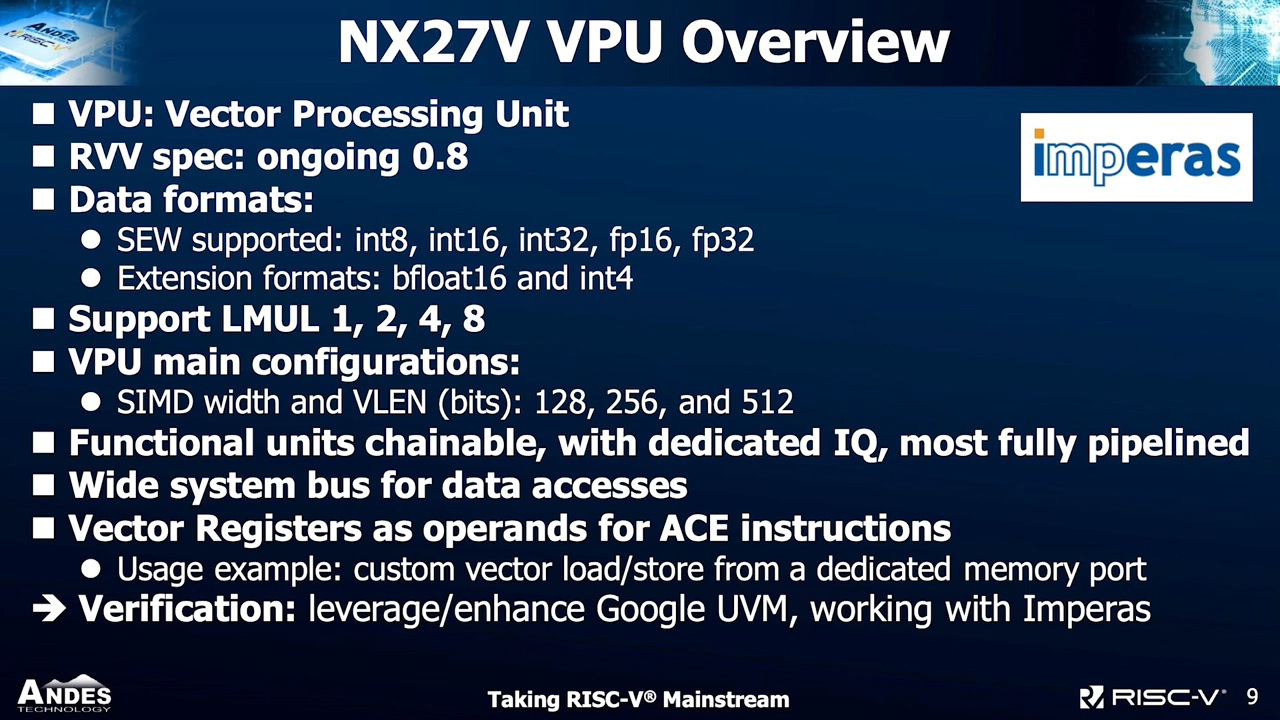 ANDES
RISC-V
NX27V VPU Overview
VPU: Vector Processing Unit
RVV spec: ongoing 0.8
imperas
Data formats:
SEW supported: int8, int16, int32, fp16, fp32
Extension formats: bfloat16 and int4
Support LMUL 1, 2, 4, 8
VPU main configurations:
SIMD width and VLEN (bits): 128, 256, and 512
Functional units chainable, with dedicated IQ, most fully pipelined
Wide system bus for data accesses
Vector Registers as operands for ACE instructions
Usage example: custom vector load/store from a dedicated memory port
➔ Verification: leverage/enhance Google UVM, working with Imperas
ANDES
TECHNOLOGY
Taking RISC-V® Mainstream
RISC-V®
9